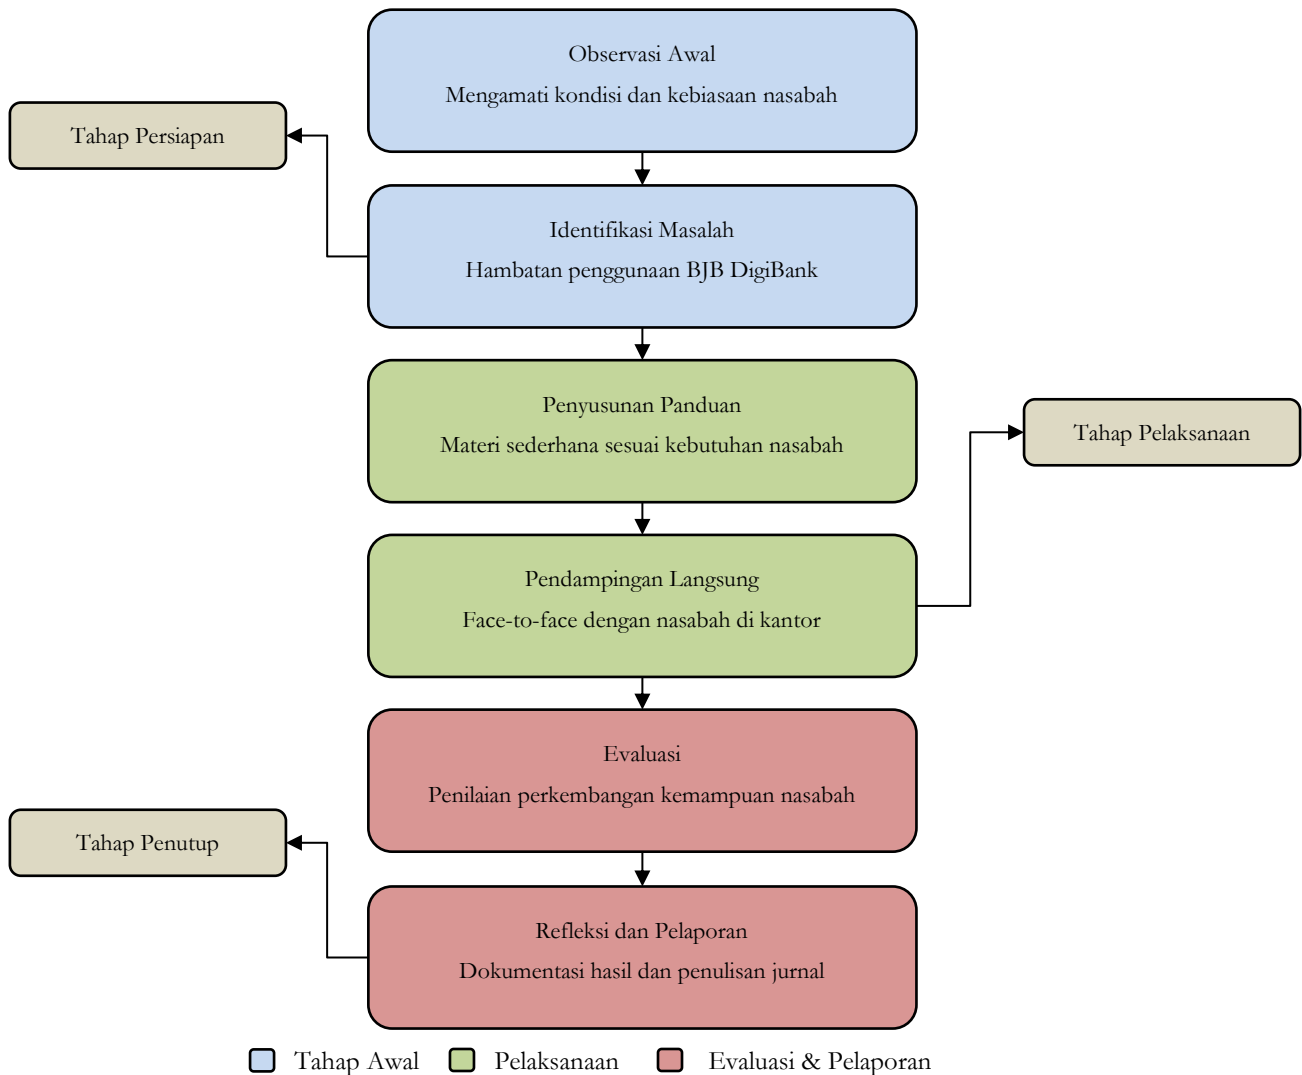 Observasi Awal
Mengamati kondisi dan kebiasaan nasabah
Tahap Persiapan
Identifikasi Masalah
Hambatan penggunaan BJB DigiBank
Penyusunan Panduan
Materi sederhana sesuai kebutuhan nasabah
Tahap Pelaksanaan
Pendampingan Langsung
Face-to-face dengan nasabah di kantor
Evaluasi
Penilaian perkembangan kemampuan nasabah
Tahap Penutup
Refleksi dan Pelaporan
Dokumentasi hasil dan penulisan jurnal
Tahap Awal Pelaksanaan Evaluasi & Pelaporan